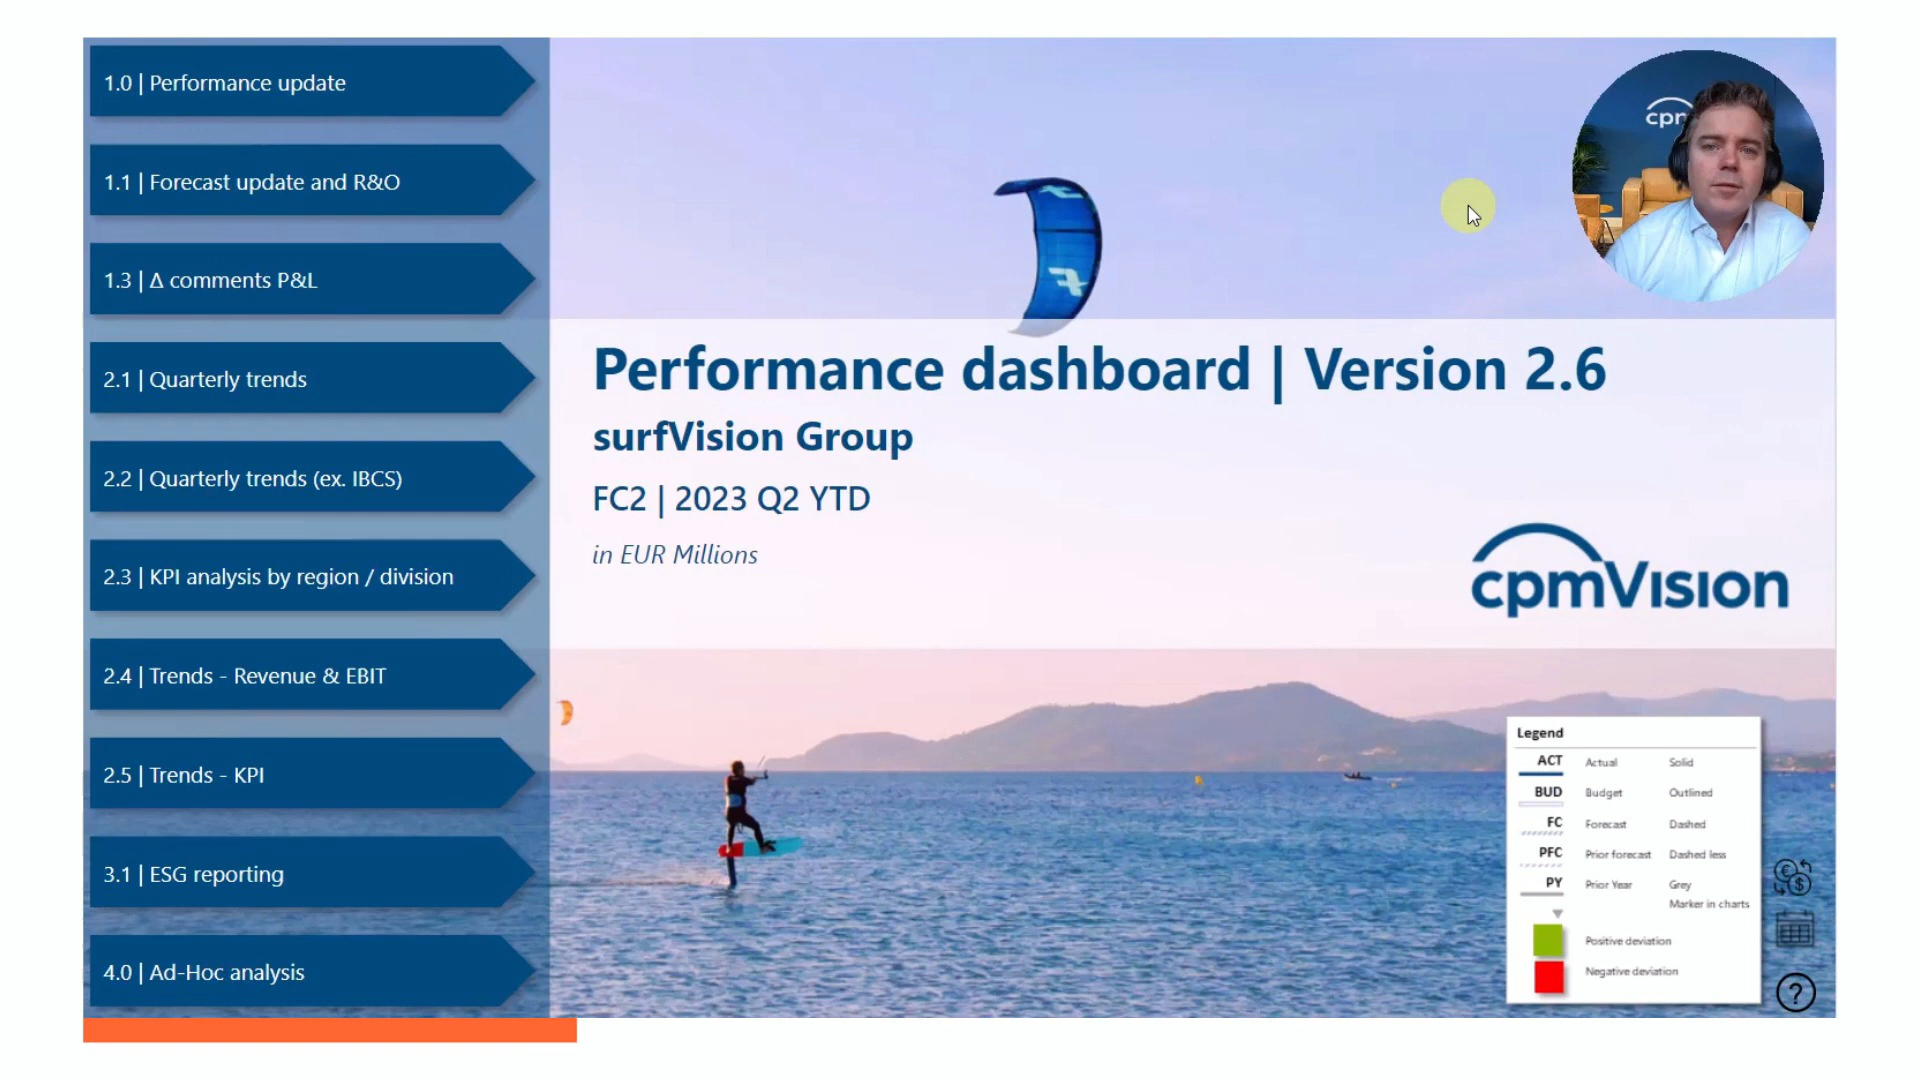 1.0 | Performance update
1.1 | Forecast update and R&O
1.3 | Δ comments P&L
2.1 | Quarterly trends
2.2 | Quarterly trends (ex. IBCS)
2.3 | KPI analysis by region / division
2.4 | Trends - Revenue & EBIT
2.5 | Trends - KPI
3.1 | ESG reporting
4.0 | Ad-Hoc analysis
cpm
Performance dashboard | Version 2.6
surfVision Group
FC2 | 2023 Q2 YTD
in EUR Millions
cpmVision
Legend
ACT Actual Solid
BUD Budget Outlined
FC Forecast Dashed
PFC Prior forecast Dashed less
PY Prior Year Grey
Marker in charts
Positive deviation
Negative deviation
€ $
?